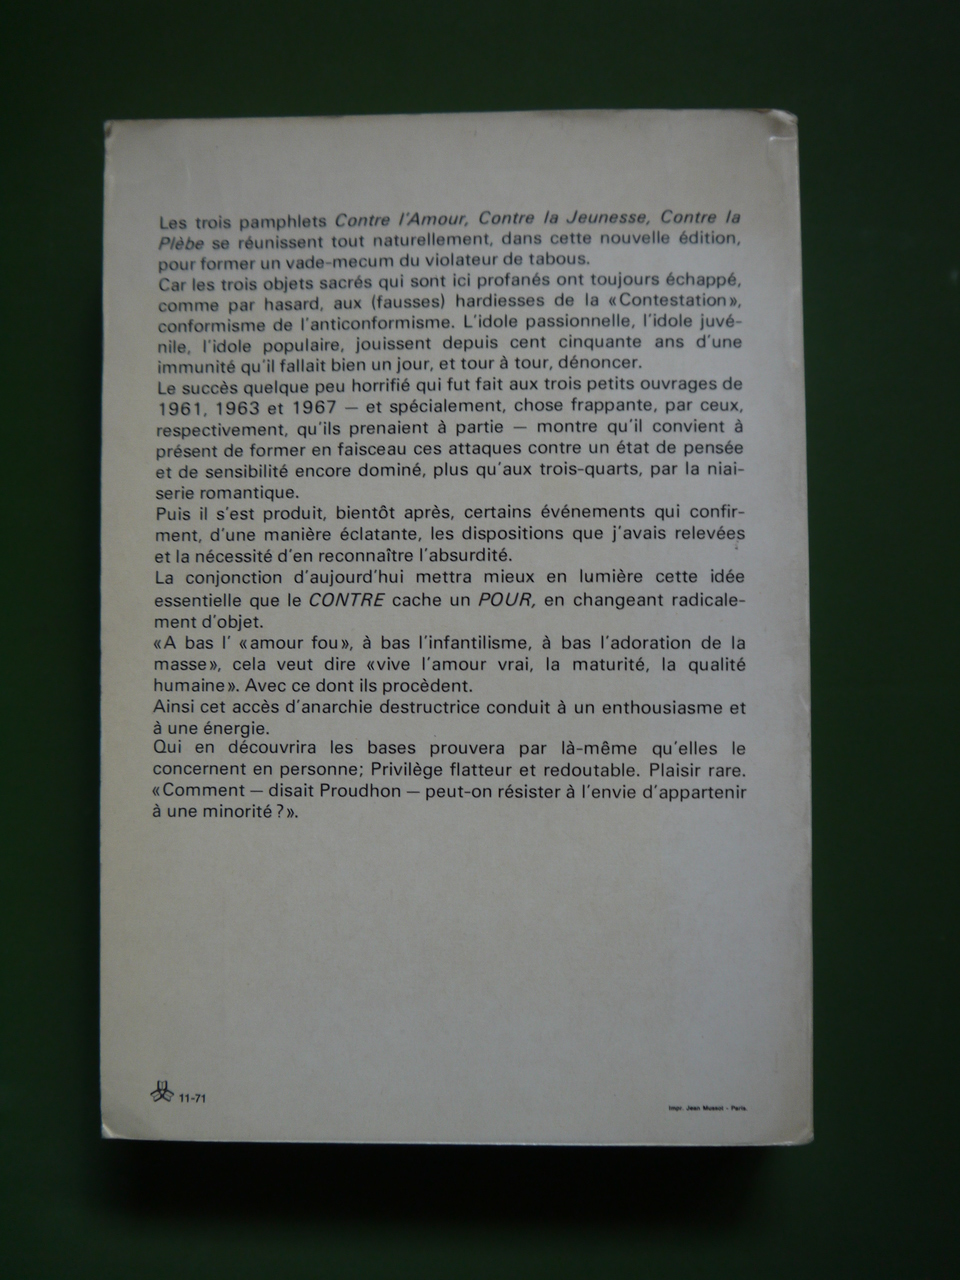 Les trois pamphlets Contre l'Amour, Contre la Jeunesse, Contre la
Plèbe se réunissent tout naturellement, dans cette nouvelle édition,
pour former un vade-mecum du violateur de tabous.
Car les trois objets sacrés qui sont ici profanés ont toujours échappé,
comme par hasard, aux (fausses) hardiesses de la «Contestation»,
conformisme de l'anticonformisme. L'idole passionnelle, l'idole juvé-
nile, l'idole populaire, jouissent depuis cent cinquante ans d'une
immunité qu'il fallait bien un jour, et tour à tour, dénoncer.
Le succès quelque peu horrifié qui fut fait aux trois petits ouvrages de
1961, 1963 et 1967 — et spécialement, chose frappante, par ceux,
respectivement, qu'ils prenaient à partie — montre qu'il convient à
présent de former en faisceau ces attaques contre un état de pensée
et de sensibilité encore dominé, plus qu'aux trois-quarts, par la niai-
serie romantique.
Puis il s'est produit, bientôt après, certains événements qui confir-
ment, d'une manière éclatante, les dispositions que j'avais relevées
et la nécessité d'en reconnaître l'absurdité.
La conjonction d'aujourd'hui mettra mieux en lumière cette idée
essentielle que le CONTRE cache un POUR, en changeant radicale-
ment d'objet.
«A bas l' «amour fou», à bas l'infantilisme, à bas l'adoration de la
masse», cela veut dire «vive l'amour vrai, la maturité, la qualité
humaine». Avec ce dont ils procèdent.
Ainsi cet accès d'anarchie destructrice conduit à un enthousiasme et
à une énergie.
Qui en découvrira les bases prouvera par là-même qu'elles le
concernent en personne; Privilège flatteur et redoutable. Plaisir rare.
«Comment — disait Proudhon — peut-on résister à l'envie d'appartenir
à une minorité?».
11-71
Impr. Jean Mussot - Paris.